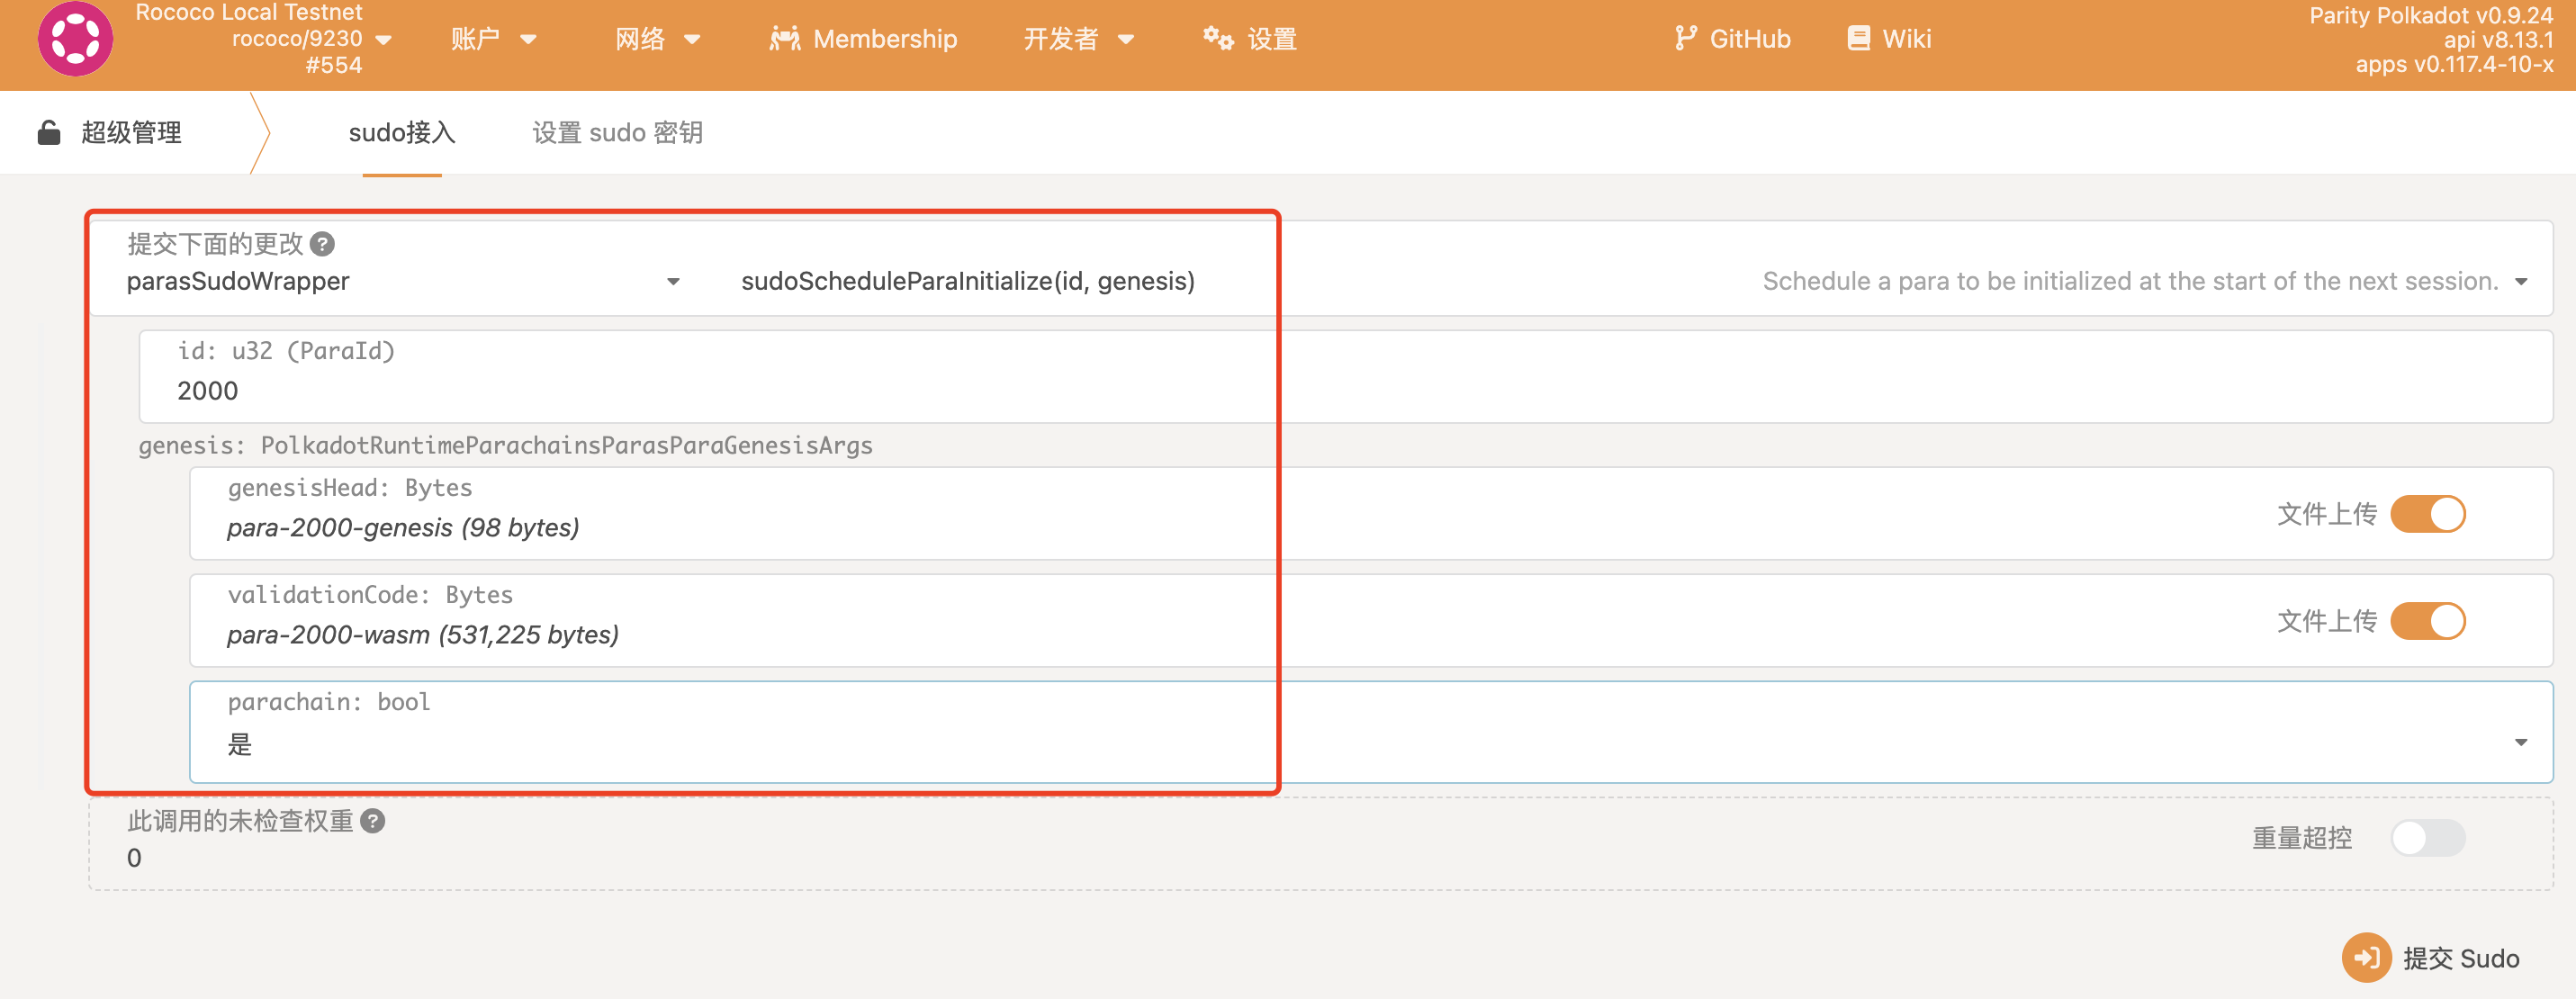 Rococo Local Testnet
rococo/9230
#554
账户
网络
Membership
开发者
设置
GitHub
Wiki
Parity Polkadot v0.9.24
api v8.13.1
apps v0.117.4-10-x
超级管理
sudo接入
设置 sudo 密钥
提交下面的更改 ?
parasSudoWrapper
sudoScheduleParaInitialize(id, genesis)
Schedule a para to be initialized at the start of the next session.
id: u32 (ParaId)
2000
genesis: PolkadotRuntimeParachainsParasParaGenesisArgs
genesisHead: Bytes
para-2000-genesis (98 bytes)
文件上传
validationCode: Bytes
para-2000-wasm (531,225 bytes)
文件上传
parachain: bool
是
此调用的未检查权重 ?
0
重量超控
提交 Sudo